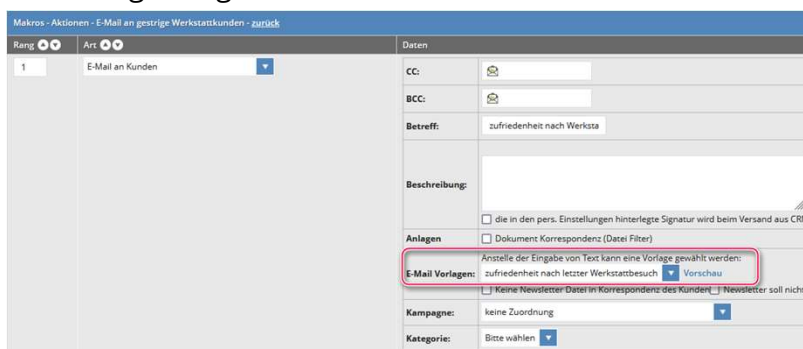 Makros - Aktionen - E-Mail an gestrige Werkstattkunden - zurück
Rang Art Daten
1 E-Mail an Kunden
CC:
BCC:
Betreff: zufriedenheit nach Werksta
Beschreibung:
die in den pers. Einstellungen hinterlegte Signatur wird beim Versand aus CRM
Anlagen Dokument Korrespondenz (Datei Filter)
Anstelle der Eingabe von Text kann eine Vorlage gewählt werden:
E-Mail Vorlagen: zufriedenheit nach letzter Werkstattbesuch Vorschau
Keine Newsletter Datei in Korrespondenz des Kunden Newsletter soll nicht
Kampagne: keine Zuordnung
Kategorie: Bitte wählen